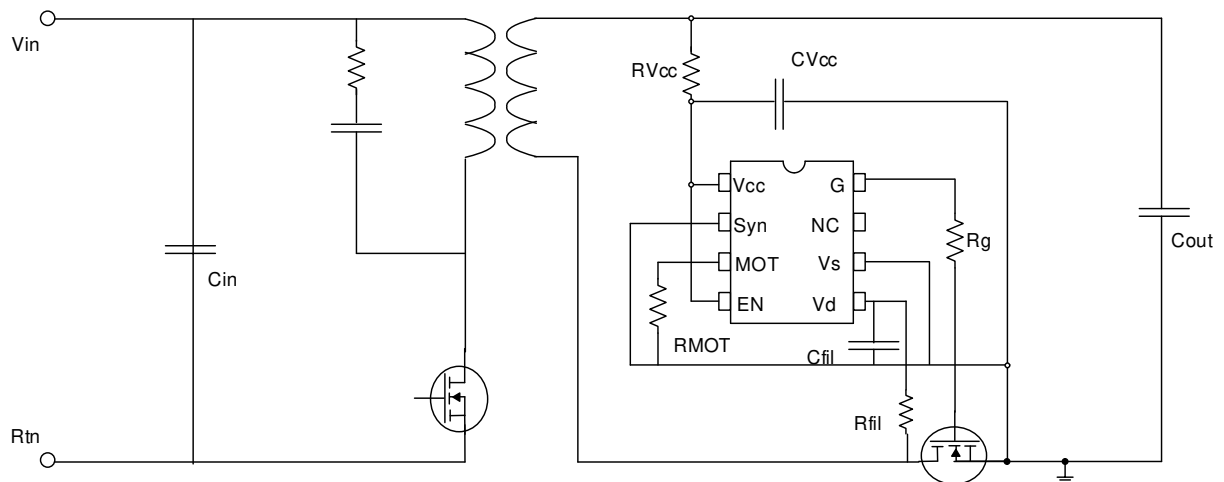 Vin
RVcc
CVcc
Vcc
G
Syn
NC
Rg
Cout
MOT
Vs
Cin
EN
Vd
RMOT
Cfil
Rtn
Rfil